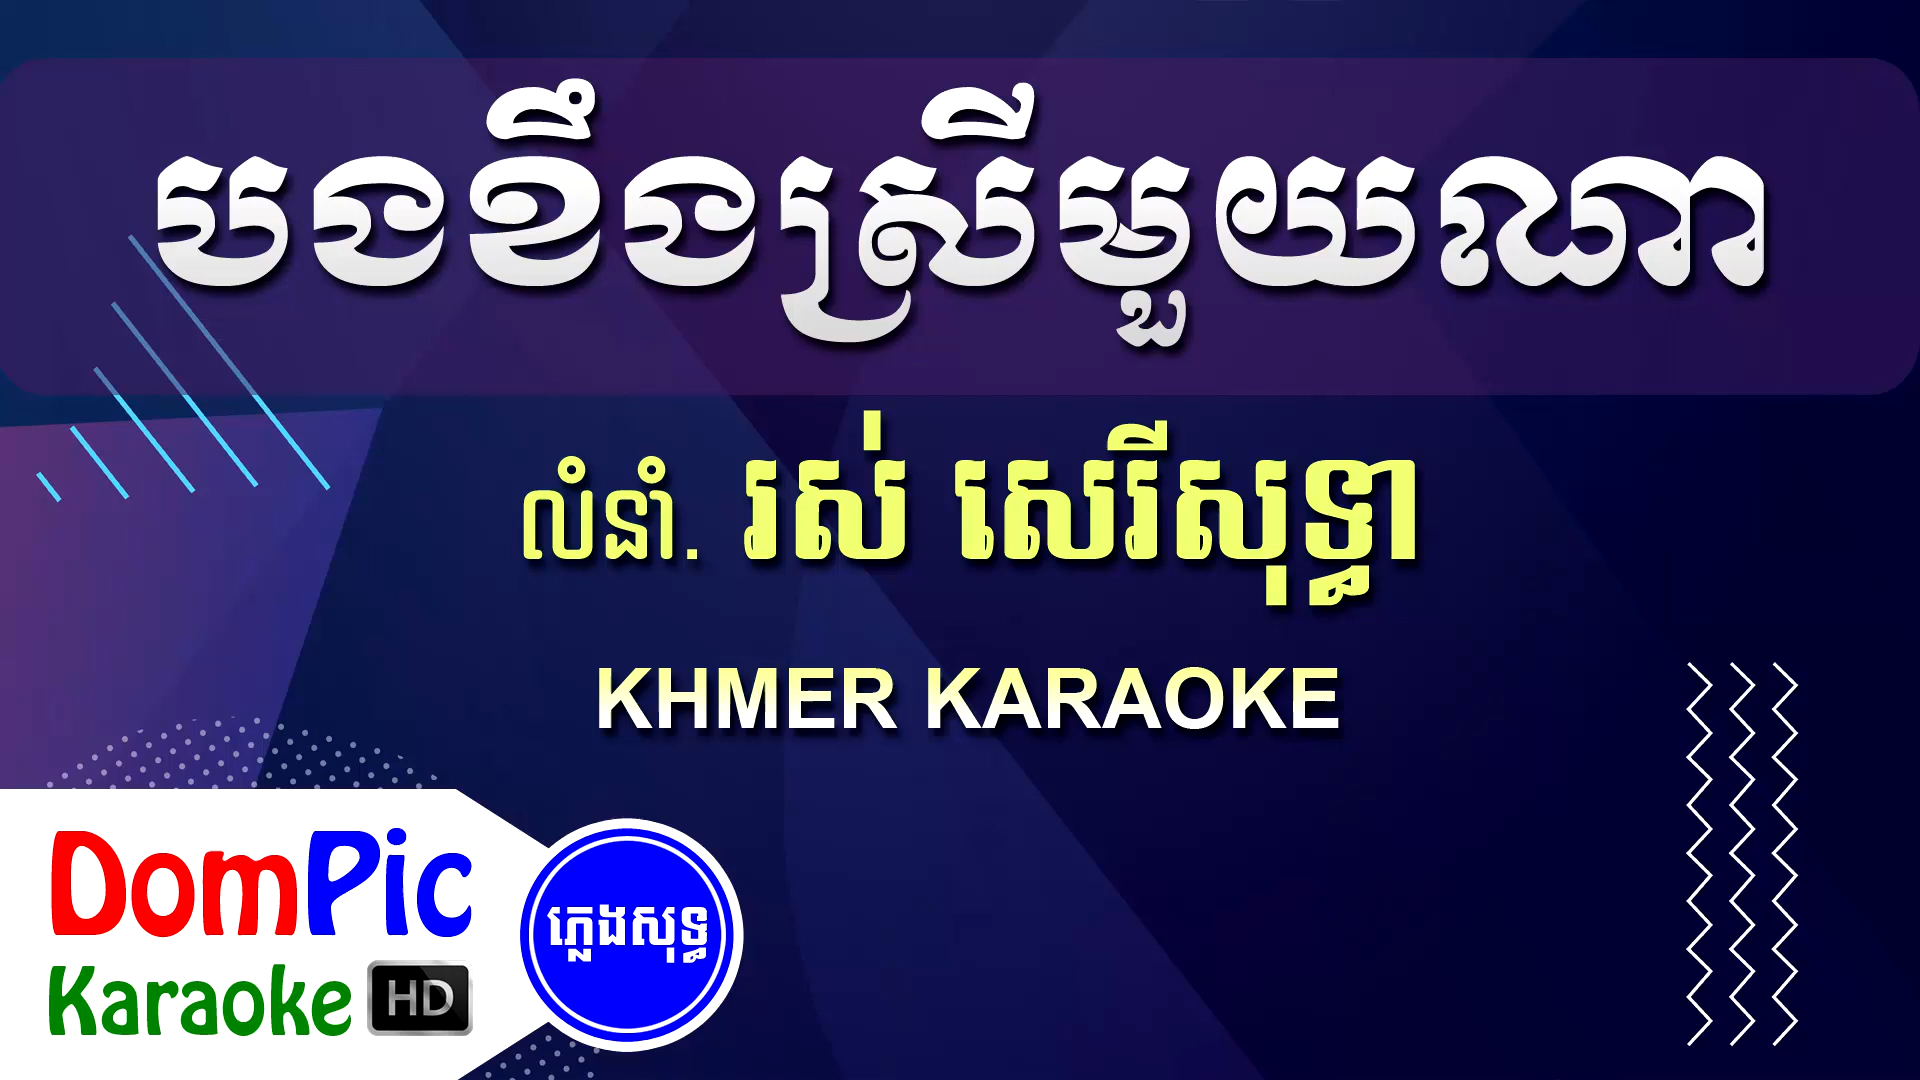 បងខឹងស្រីមួយណា
លំនាំ. រស់ សេរីសុទ្ធា
KHMER KARAOKE
DomPic
Karaoke HD
ភ្លេងសុទ្ធ